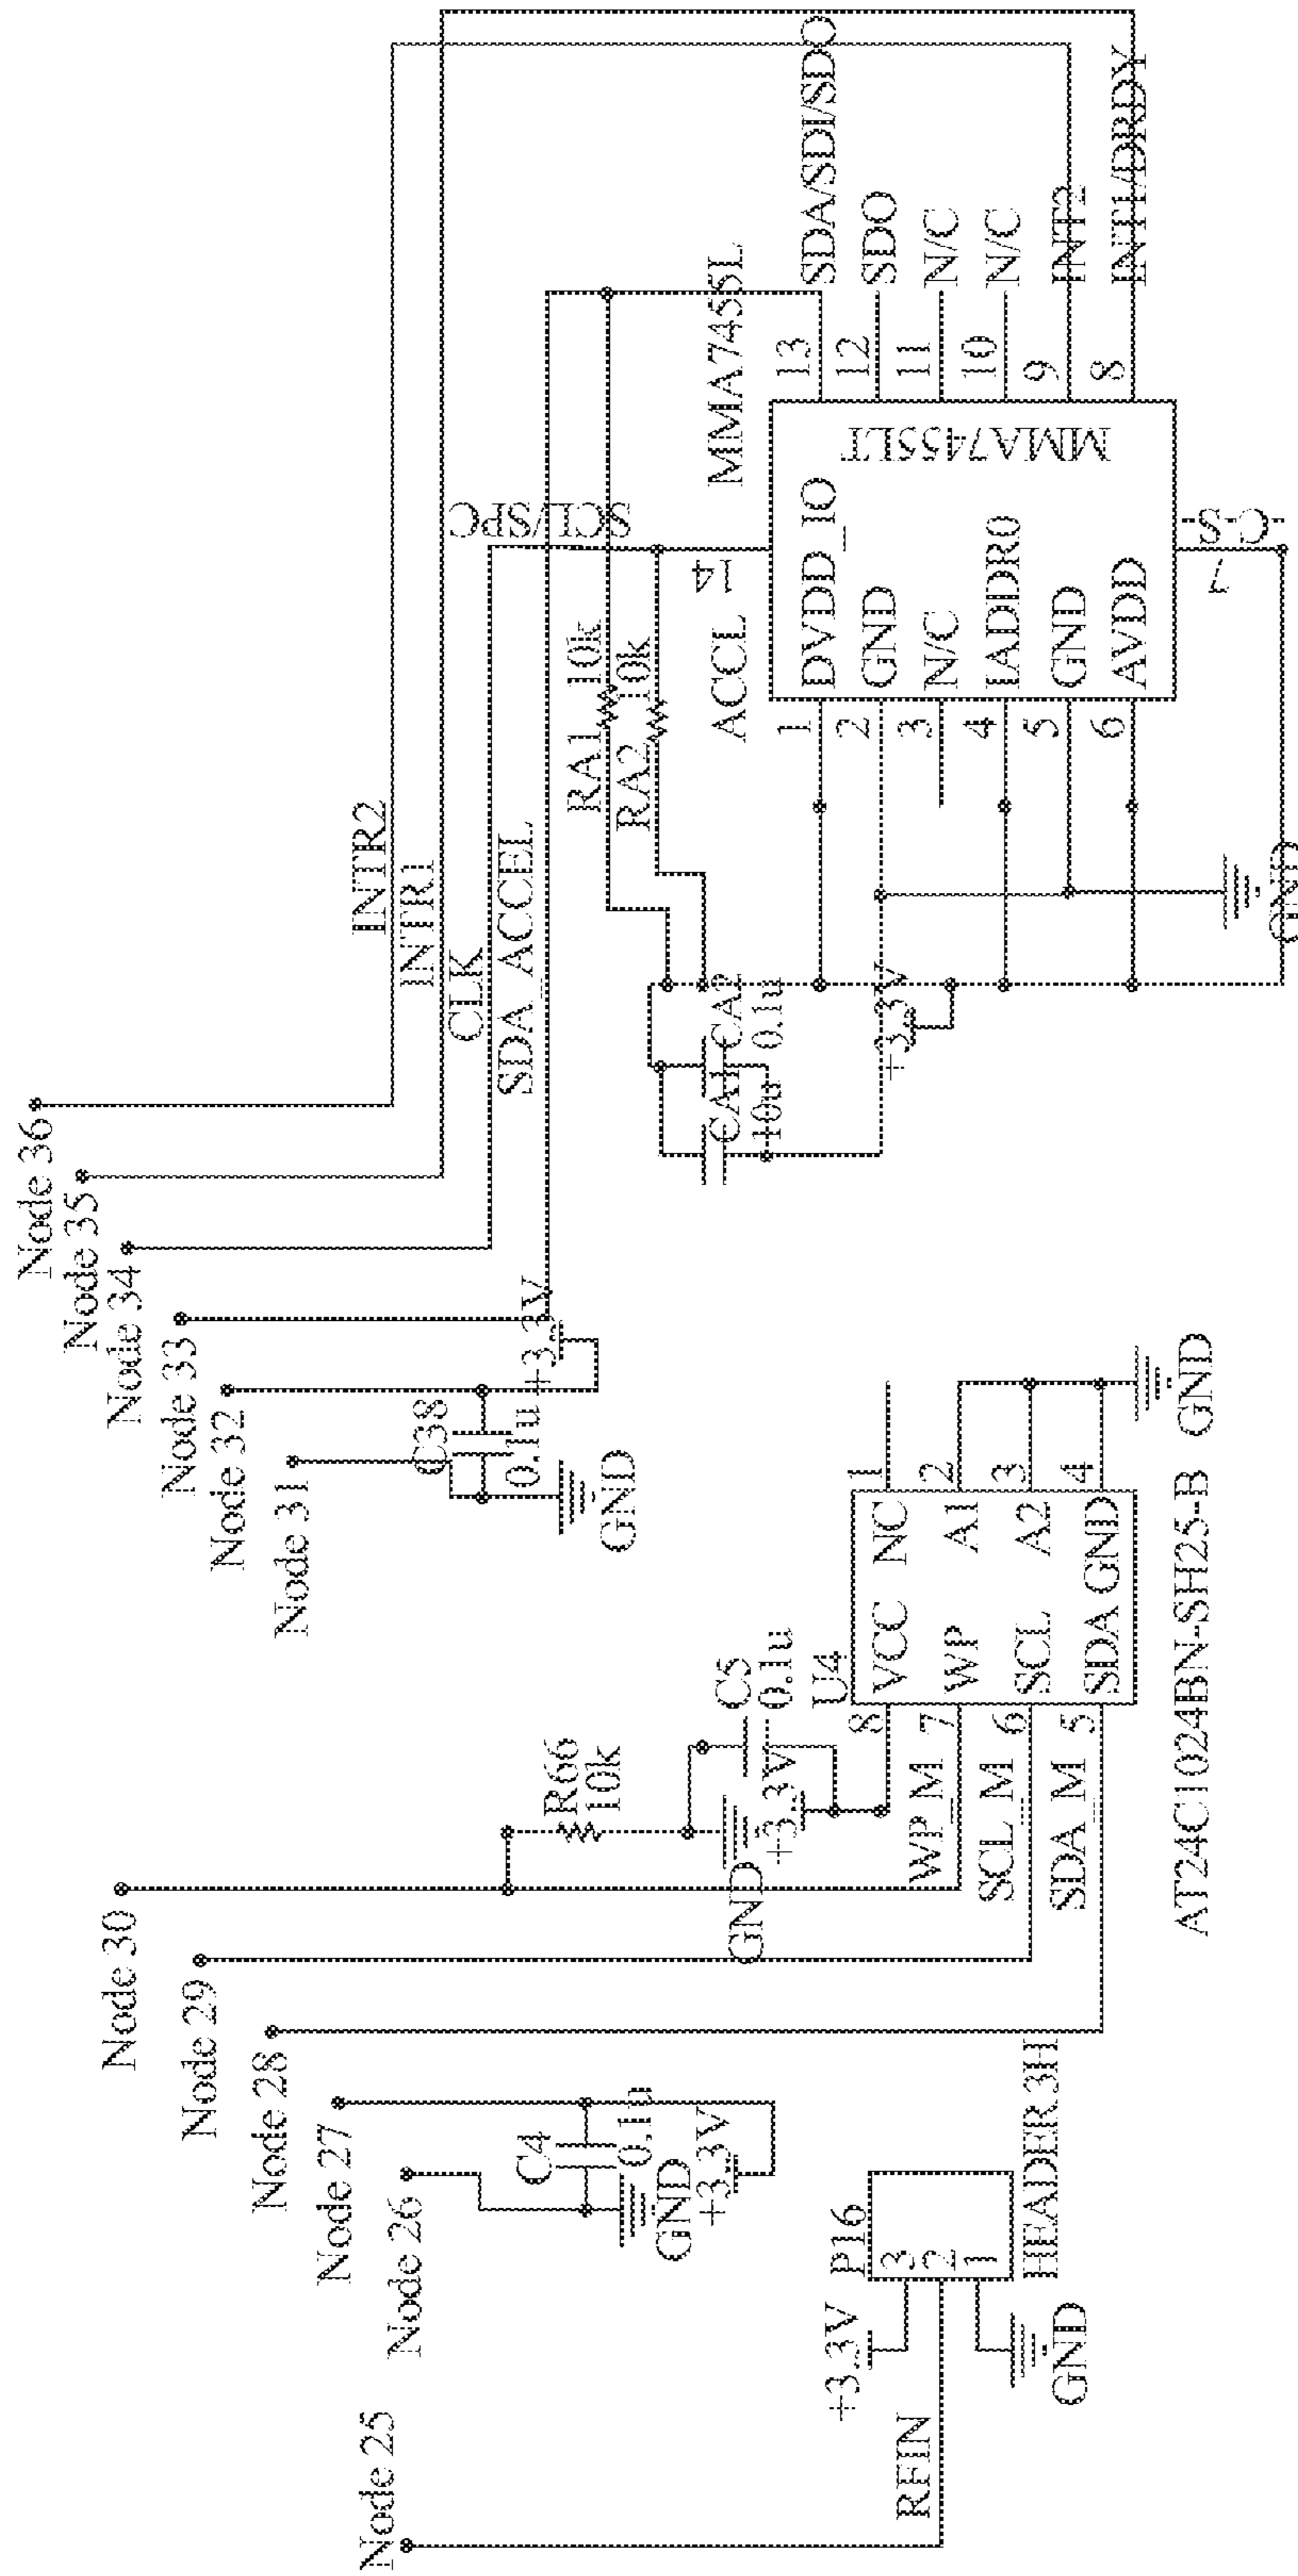 Node 25
RFIN
+3.3V
GND
P16
3
2
1
HEADER3H
Node 26
Node 27
C4
0.1u
GND
+3.3V
Node 28
Node 29
Node 30
R66
10k
C5
0.1u
GND
+3.3V
U4
WP_M
SCL_M
SDA_M
8
7
6
5
VCC NC
WP A1
SCL A2
SDA GND
1
2
3
4
GND
AT24C1024BN-SH25-B
Node 31
Node 32
C38
0.1u
GND
+3.3V
Node 33
Node 34
Node 35
Node 36
INTR2
INTR1
CLK
SDA_ACCEL
RA1 10k
RA2 10k
CA1
10u
CA2
0.1u
+3.3V
GND
ACCL
MMA7455L
SCL/SPC
14
1
2
3
4
5
6
DVDD_IO
GND
N/C
IADDR0
GND
AVDD
MMA7455LT
7
-C-S-
13
12
11
10
9
8
SDA/SDI/SDO
SDO
N/C
N/C
INT2
INT1/DRDY